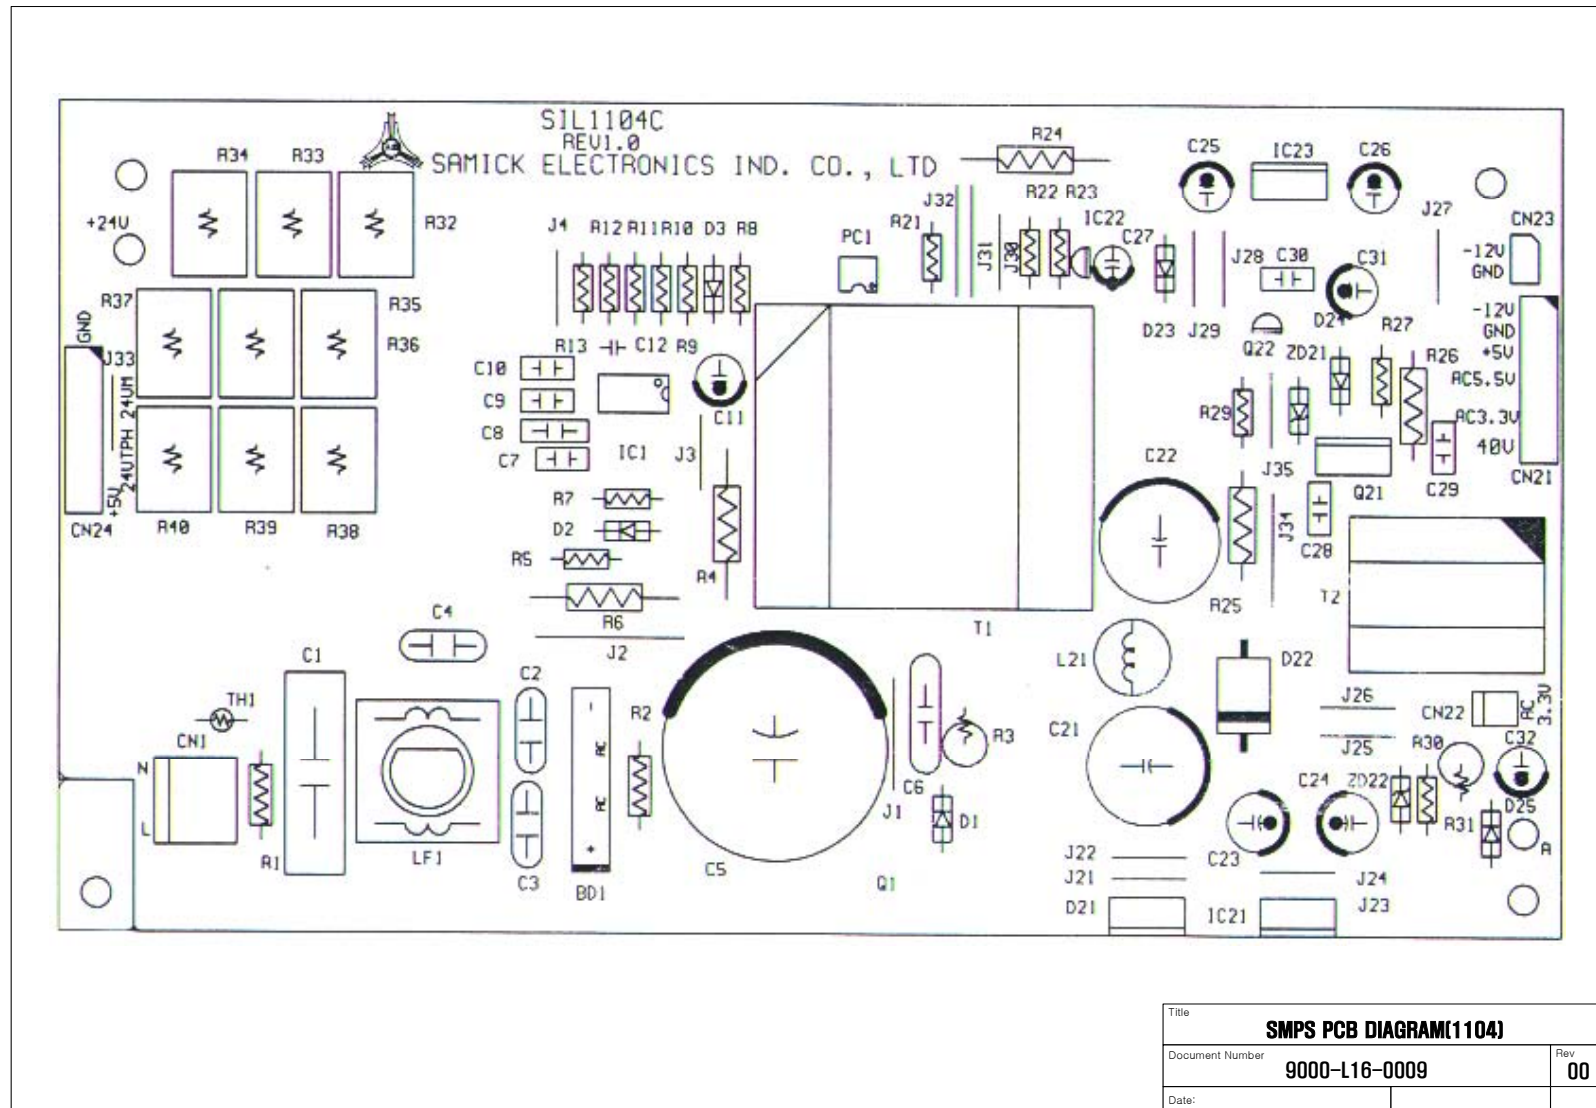 SIL1104C
REV1.0
SAMICK ELECTRONICS IND. CO., LTD
R34
R33
R32
+24V
J4
R12
R11
R10
D3
R8
PC1
R21
J32
J31
J30
R24
R22
R23
IC22
C27
C25
IC23
C26
J27
CN23
-12V
GND
J28
C30
C31
D23
J29
Q22
D24
ZD21
R27
R26
-12V
GND
+5V
AC5.5V
AC3.3V
40V
CN21
R37
R35
R36
GND
J33
24VM
24VTPH
+5V
CN24
R40
R39
R38
R13
C12
R9
C10
C9
C8
C7
IC1
C11
J3
R7
D2
R5
R4
R6
J2
T1
C22
R29
J35
R25
J34
Q21
C28
C29
T2
C4
C1
TH1
CN1
N
L
R1
LF1
C2
C3
BD1
-
AC
AC
+
R2
C5
C6
R3
J1
D1
Q1
L21
C21
D22
J26
J25
CN22
AC
3.3V
R30
C32
C24
ZD22
R31
D25
A
C23
J22
J21
D21
IC21
J24
J23
Title
SMPS PCB DIAGRAM(1104)
Document Number
9000-L16-0009
Rev
00
Date: